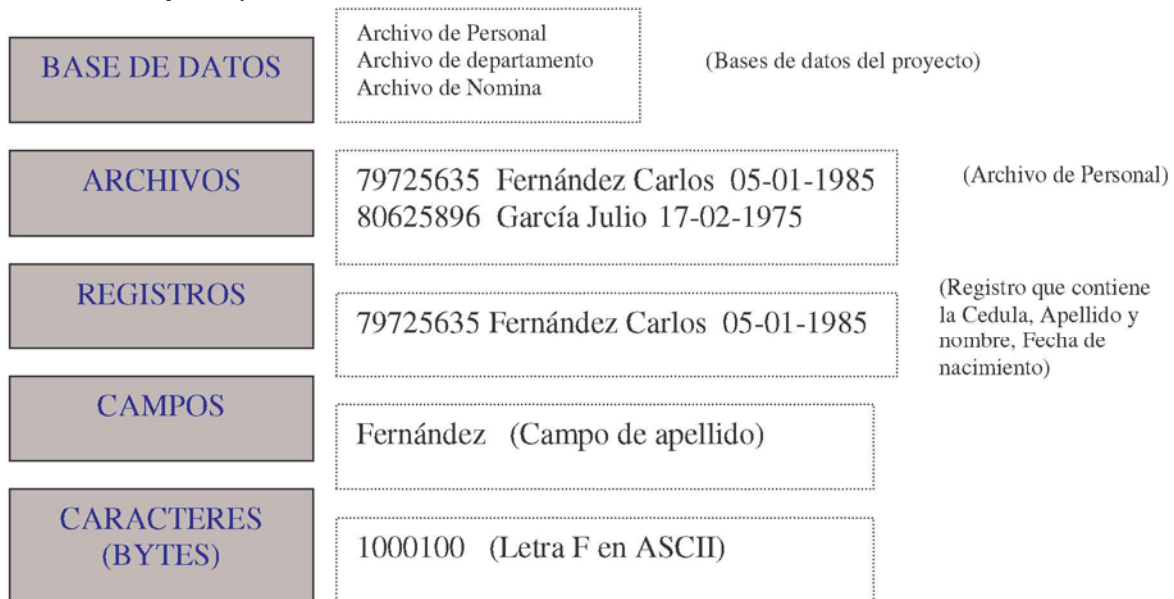 BASE DE DATOS
Archivo de Personal
Archivo de departamento
Archivo de Nomina
(Bases de datos del proyecto)
ARCHIVOS
79725635 Fernández Carlos 05-01-1985
80625896 García Julio 17-02-1975
(Archivo de Personal)
REGISTROS
79725635 Fernández Carlos 05-01-1985
(Registro que contiene
la Cedula, Apellido y
nombre, Fecha de
nacimiento)
CAMPOS
Fernández (Campo de apellido)
CARACTERES
(BYTES)
1000100 (Letra F en ASCII)